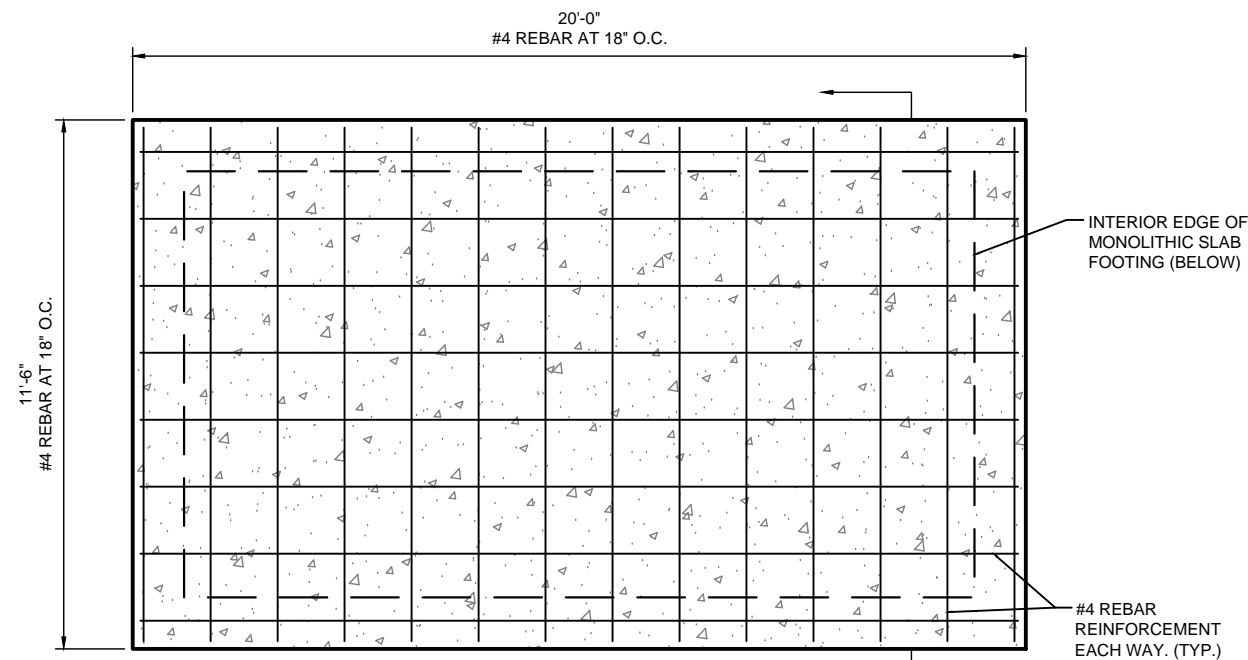 20'-0"
#4 REBAR AT 18" O.C.
11'-6"
#4 REBAR AT 18" O.C.
INTERIOR EDGE OF
MONOLITHIC SLAB
FOOTING (BELOW)
#4 REBAR
REINFORCEMENT
EACH WAY. (TYP.)